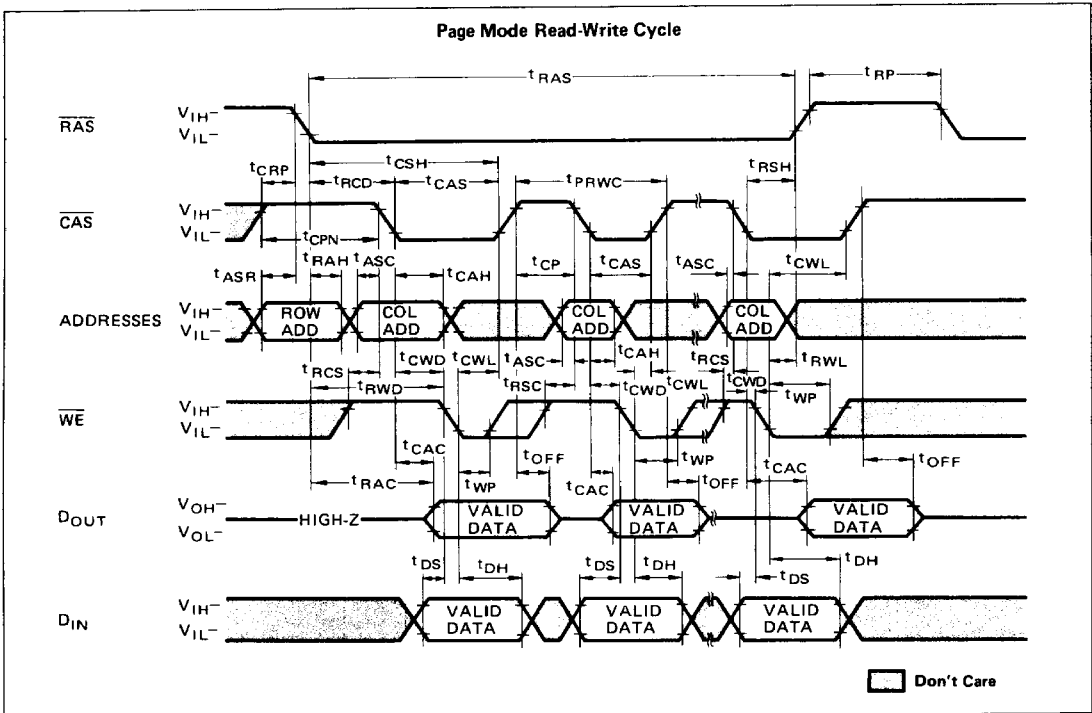 Page Mode Read-Write Cycle
tRAS
tRP
RAS
VIH–
VIL–
tCRP
tCSH
tRCD
tCAS
tPRWC
tRSH
CAS
VIH–
VIL–
tCPN
tASR
tRAH
tASC
tCAH
tCP
tCAS
tASC
tCWL
ADDRESSES
VIH–
VIL–
ROW ADD
COL ADD
COL ADD
COL ADD
tRCS
tCWD
tCWL
tASC
tCAH
tRCS
tRWL
tRWD
tRSC
tCWD
tCWL
tCWD
tWP
WE
VIH–
VIL–
tCAC
tOFF
tWP
tCAC
tOFF
tRAC
tWP
tCAC
tOFF
DOUT
VOH–
VOL–
HIGH-Z
VALID DATA
VALID DATA
VALID DATA
tDS
tDH
tDS
tDH
tDS
tDH
DIN
VIH–
VIL–
VALID DATA
VALID DATA
VALID DATA
Don't Care